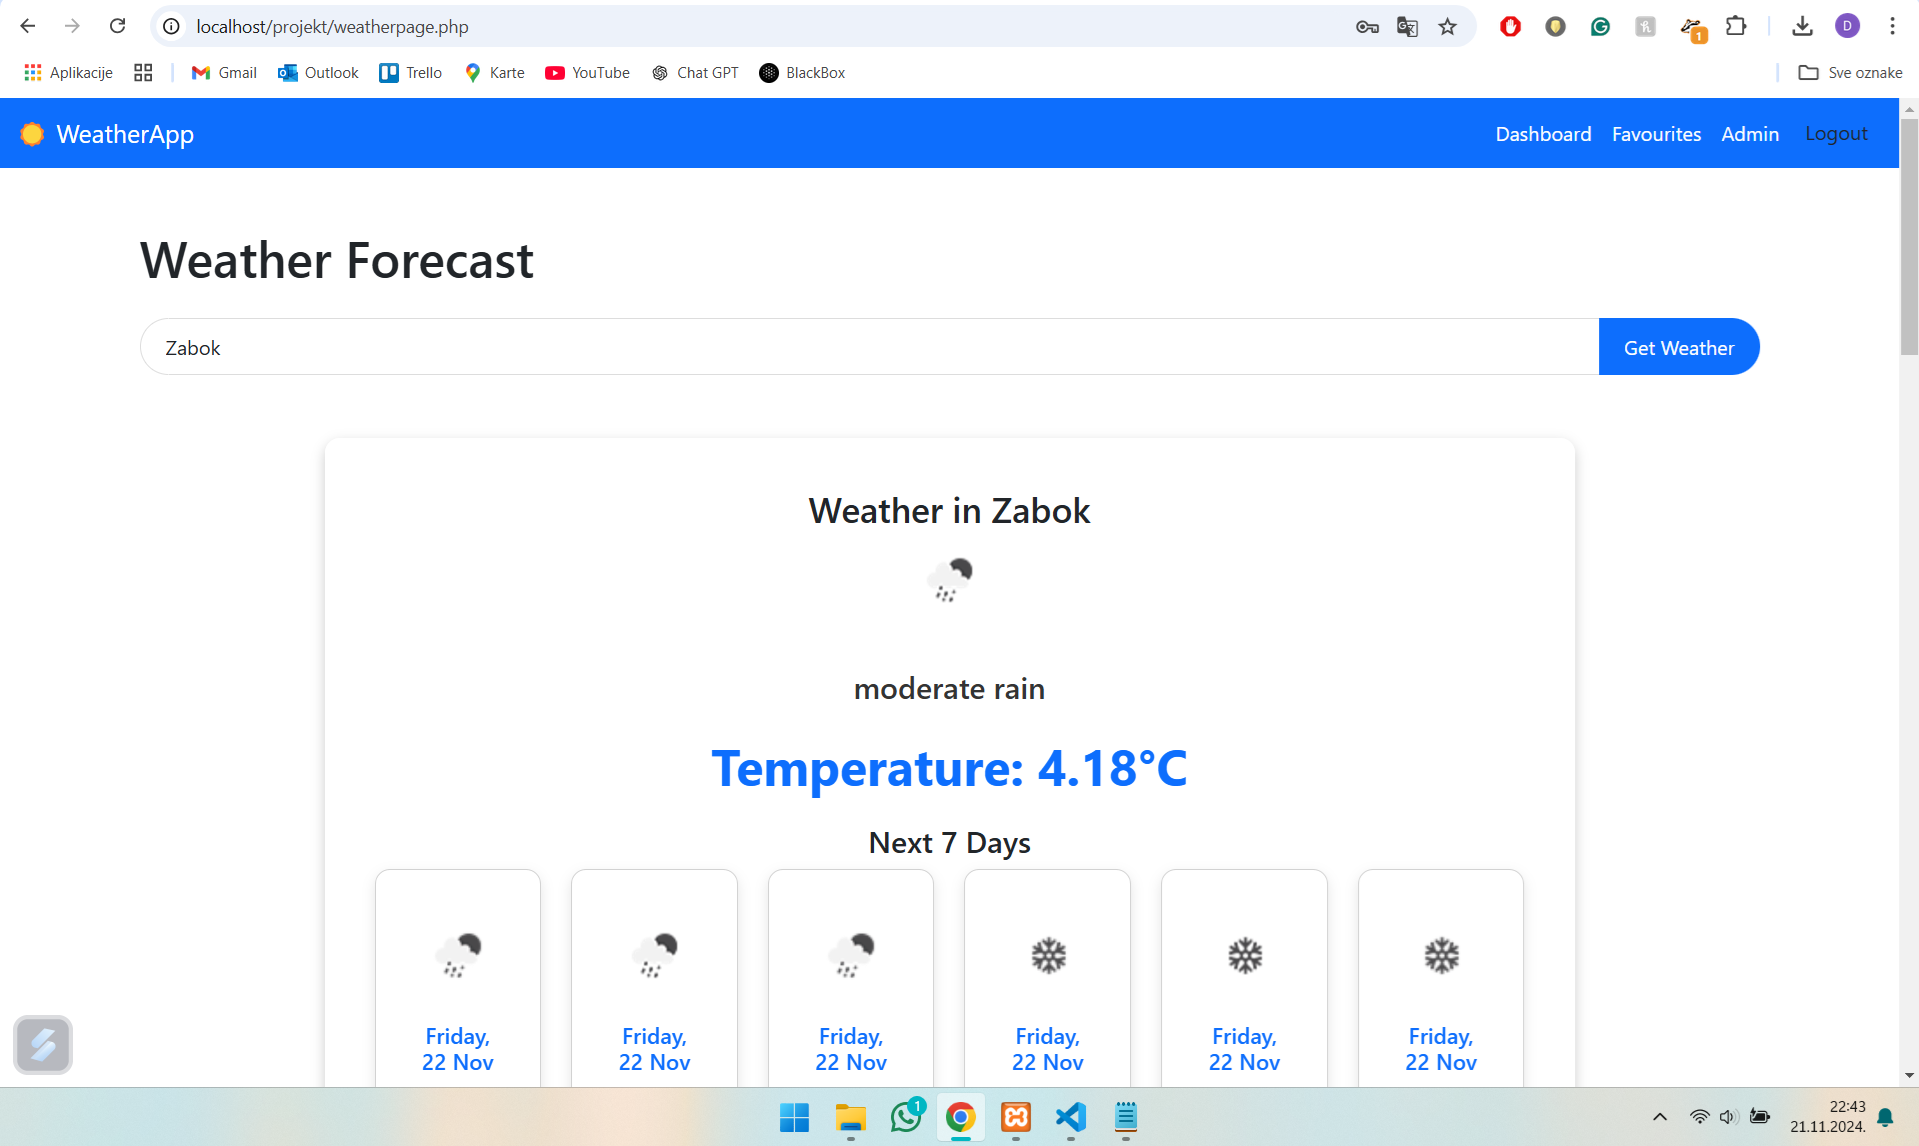 localhost/projekt/weatherpage.php
D
1
Aplikacije Gmail Outlook Trello Karte YouTube Chat GPT BlackBox Sve oznake
WeatherApp Dashboard Favourites Admin Logout
Weather Forecast
Zabok Get Weather
Weather in Zabok
moderate rain
Temperature: 4.18°C
Next 7 Days
Friday, Friday, Friday, Friday, Friday, Friday,
22 Nov 22 Nov 22 Nov 22 Nov 22 Nov 22 Nov
1
22:43
21.11.2024.